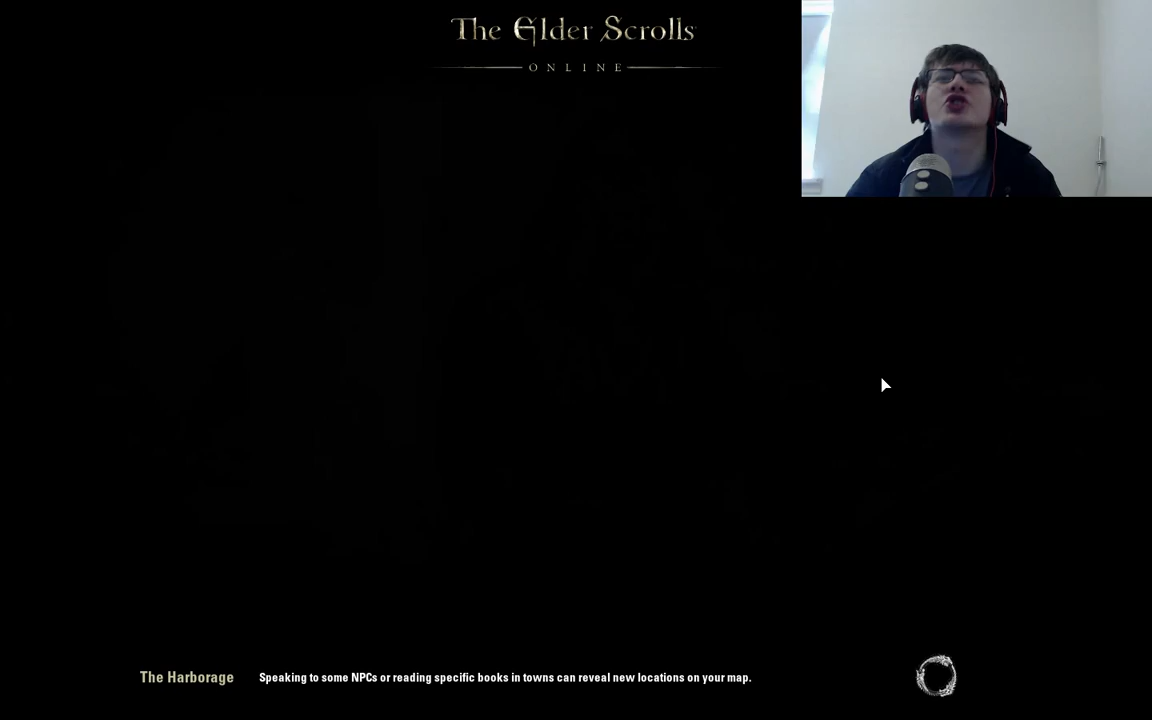 The Elder Scrolls
ONLINE
The Harborage
Speaking to some NPCs or reading specific books in towns can reveal new locations on your map.